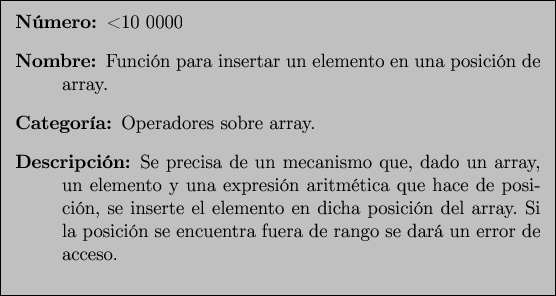 Número: <10 0000
Nombre: Función para insertar un elemento en una posición de
array.
Categoría: Operadores sobre array.
Descripción: Se precisa de un mecanismo que, dado un array,
un elemento y una expresión aritmética que hace de posi-
ción, se inserte el elemento en dicha posición del array. Si
la posición se encuentra fuera de rango se dará un error de
acceso.